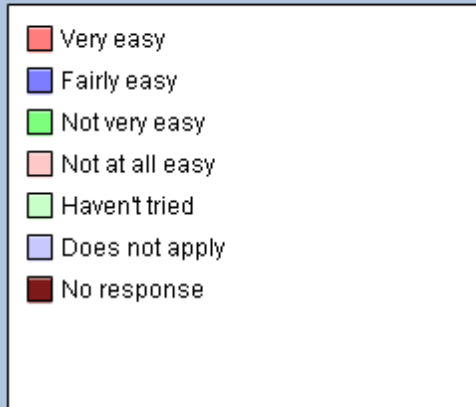 Very easy
Fairly easy
Not very easy
Not at all easy
Haven't tried
Does not apply
No response